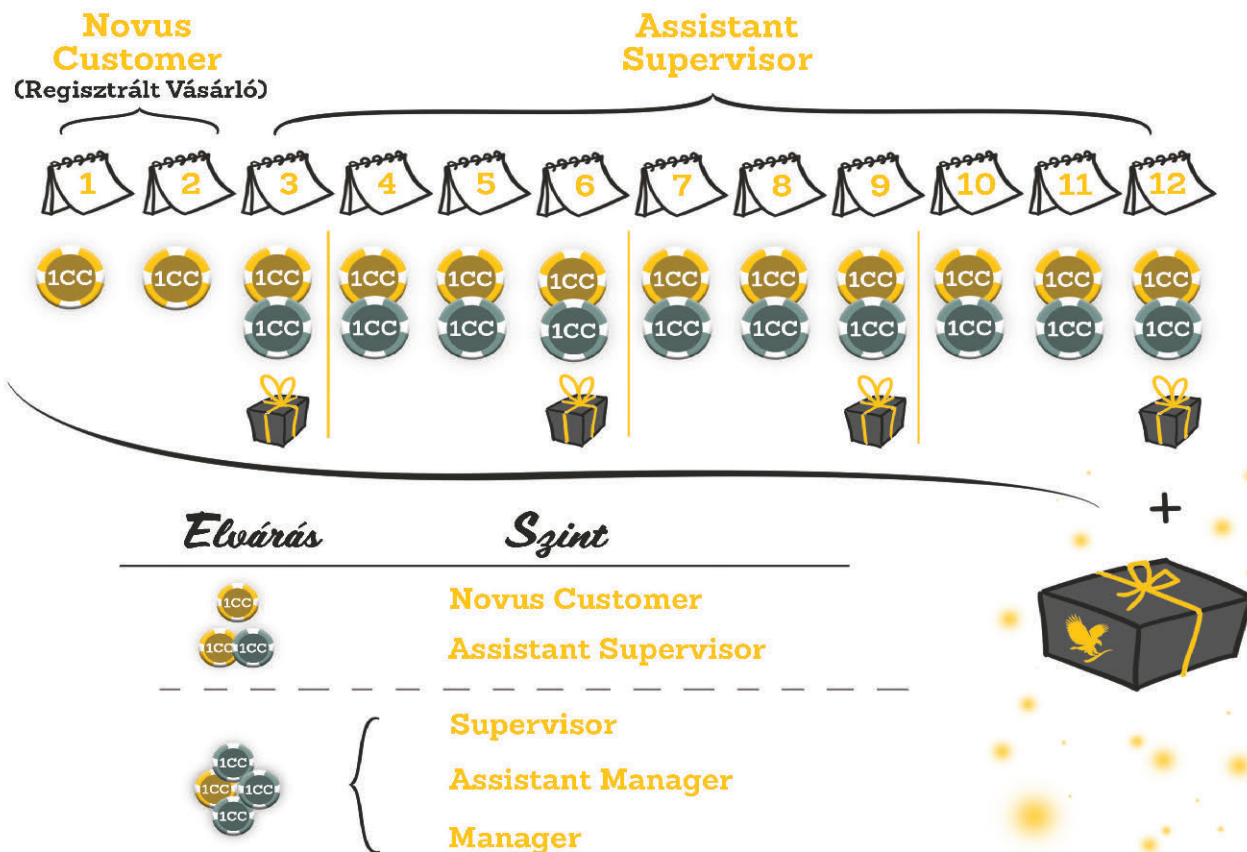 Novus
Customer
(Regisztrált Vásárló)
Assistant
Supervisor
1 2 3 4 5 6 7 8 9 10 11 12
1CC 1CC 1CC 1CC 1CC 1CC 1CC 1CC 1CC 1CC 1CC 1CC
1CC 1CC 1CC 1CC 1CC 1CC 1CC 1CC 1CC 1CC
+
Elvárás Szint
1CC Novus Customer
1CC 1CC Assistant Supervisor
Supervisor
1CC
1CC 1CC Assistant Manager
1CC
Manager